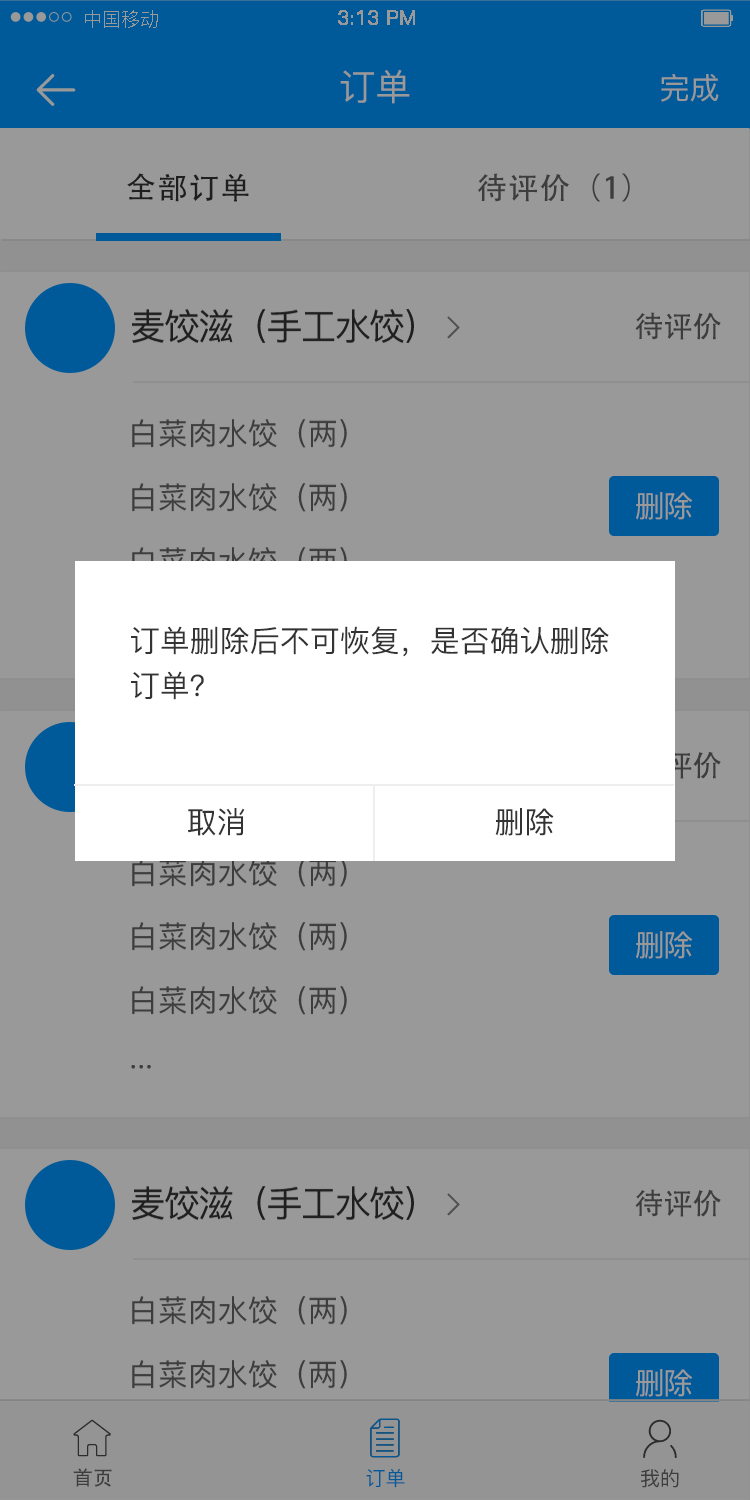 中国移动 3:13 PM
订单 完成
全部订单 待评价（1）
麦饺滋（手工水饺） 待评价
白菜肉水饺（两）
白菜肉水饺（两）
删除
白菜肉水饺（两）
订单删除后不可恢复，是否确认删除
订单？
评价
取消 删除
白菜肉水饺（两）
白菜肉水饺（两）
删除
白菜肉水饺（两）
...
麦饺滋（手工水饺） 待评价
白菜肉水饺（两）
白菜肉水饺（两）
删除
首页 订单 我的